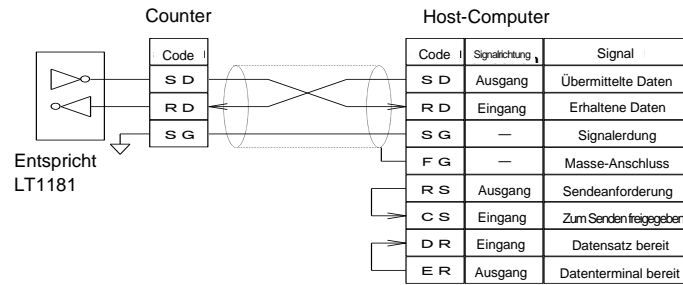 Counter
Host-Computer
Code
Code Signalrichtung Signal
SD
SD Ausgang Übermittelte Daten
RD
RD Eingang Erhaltene Daten
SG
SG — Signalerdung
FG — Masse-Anschluss
RS Ausgang Sendeanforderung
CS Eingang Zum Senden freigegeben
DR Eingang Datensatz bereit
ER Ausgang Datenterminal bereit
Entspricht
LT1181